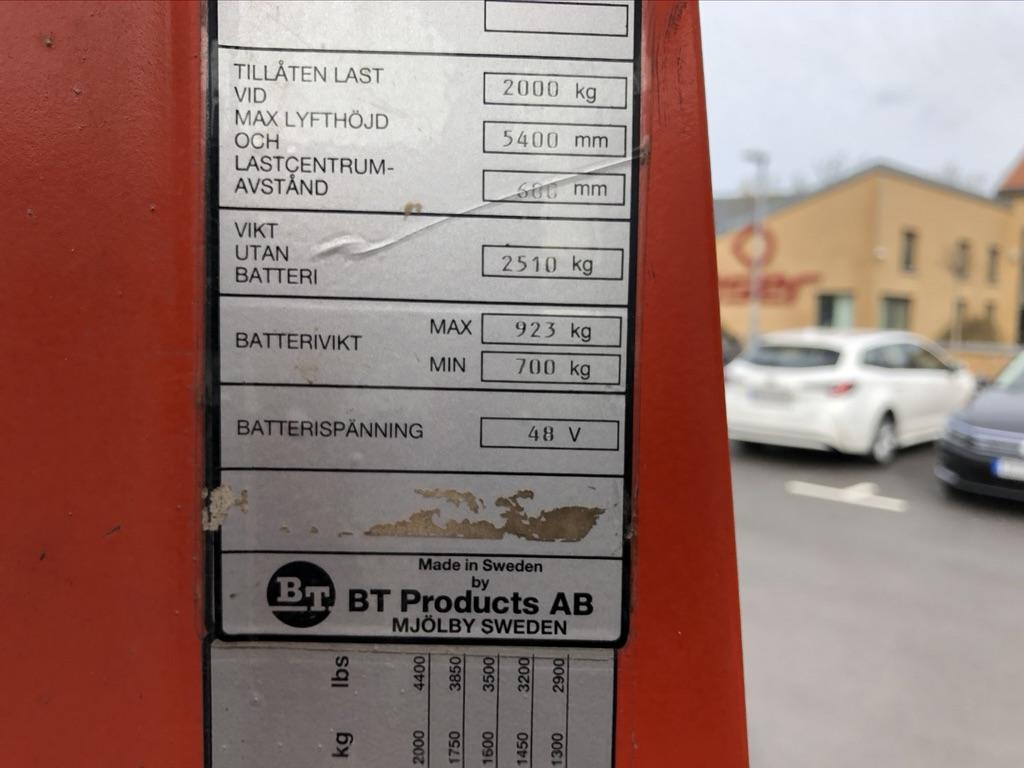 TILLÅTEN LAST
VID
MAX LYFTHÖJD
OCH
LASTCENTRUM-
AVSTÅND
2000 kg
5400 mm
600 mm
VIKT
UTAN
BATTERI
2510 kg
BATTERIVIKT
MAX 923 kg
MIN 700 kg
BATTERISPÄNNING 48 V
Made in Sweden
by
BT BT Products AB
MJÖLBY SWEDEN
lbs 4400 3850 3500 3200 2900
kg 2000 1750 1600 1450 1300